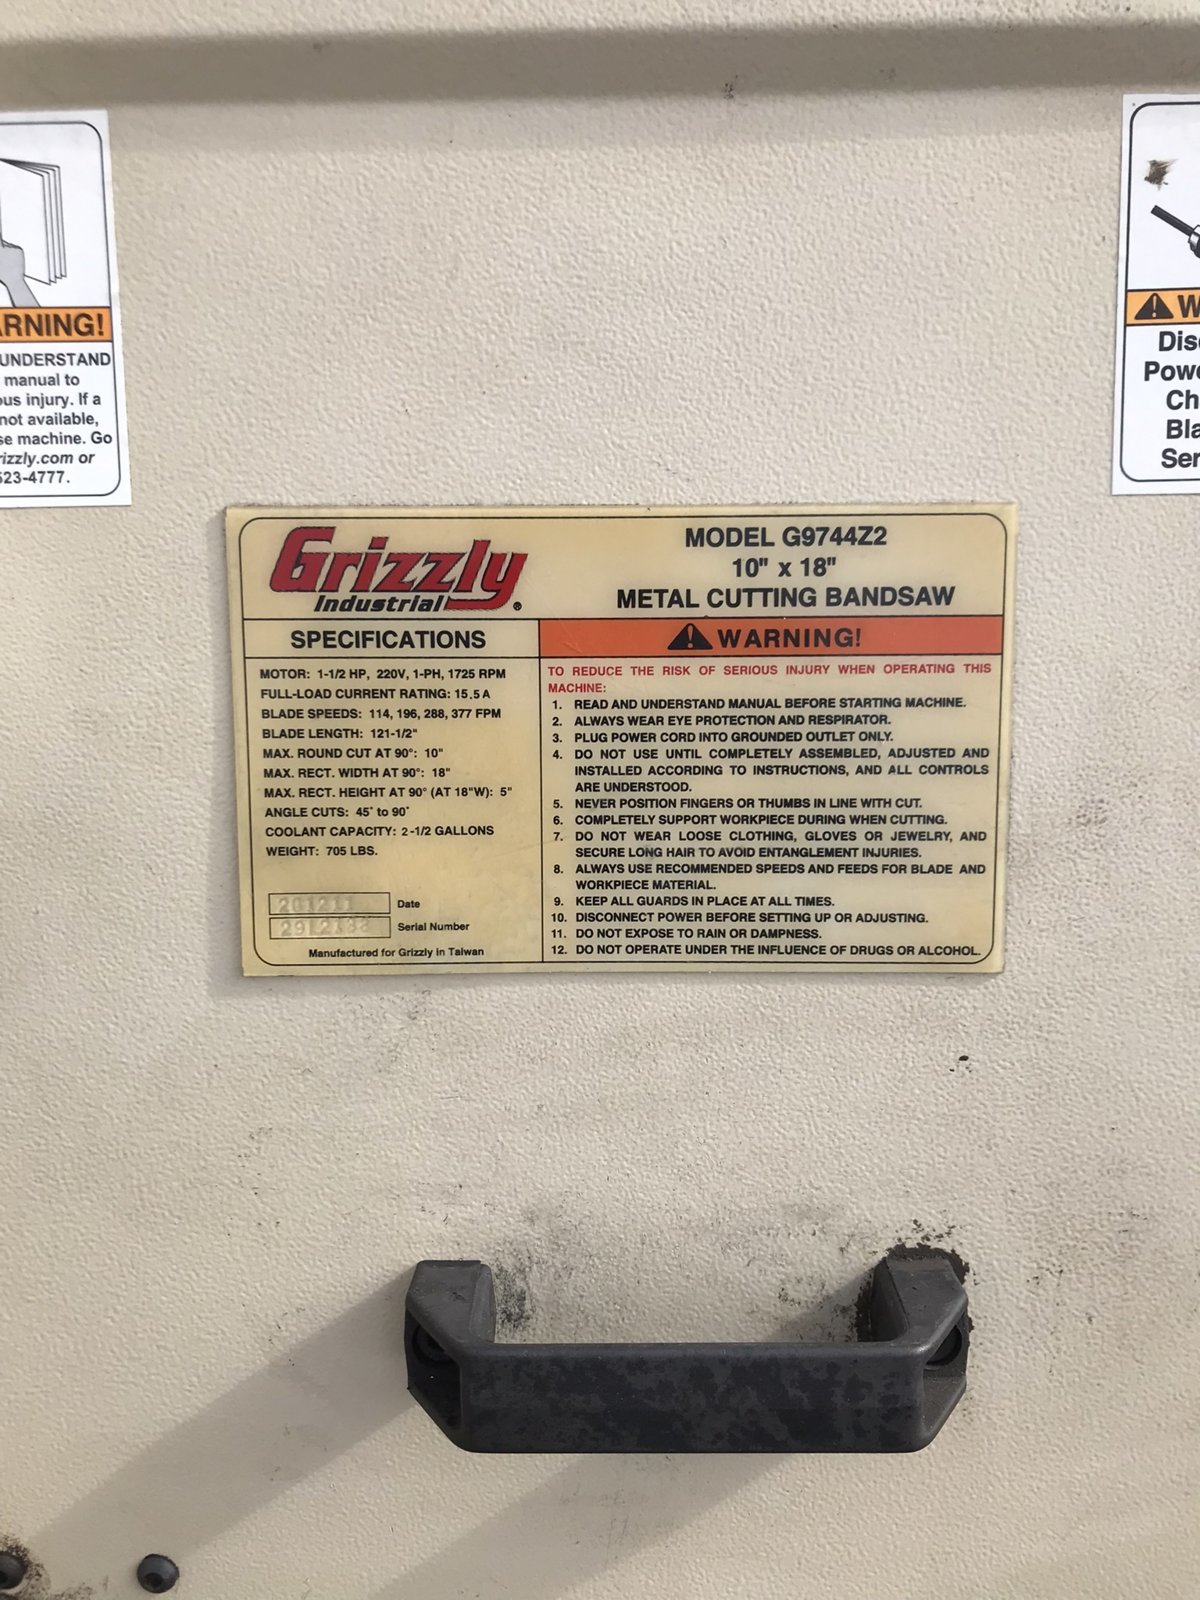 ARNING!
UNDERSTAND
manual to
ous injury. If a
not available,
se machine. Go
rizzly.com or
523-4777.
W
Disc
Powe
Ch
Bla
Ser
Grizzly
Industrial®
MODEL G9744Z2
10" x 18"
METAL CUTTING BANDSAW
SPECIFICATIONS
MOTOR: 1-1/2 HP, 220V, 1-PH, 1725 RPM
FULL-LOAD CURRENT RATING: 15.5 A
BLADE SPEEDS: 114, 196, 288, 377 FPM
BLADE LENGTH: 121-1/2"
MAX. ROUND CUT AT 90°: 10"
MAX. RECT. WIDTH AT 90°: 18"
MAX. RECT. HEIGHT AT 90° (AT 18"W): 5"
ANGLE CUTS: 45° to 90°
COOLANT CAPACITY: 2-1/2 GALLONS
WEIGHT: 705 LBS.
201211 Date
Serial Number
Manufactured for Grizzly in Taiwan
WARNING!
TO REDUCE THE RISK OF SERIOUS INJURY WHEN OPERATING THIS
MACHINE:
1. READ AND UNDERSTAND MANUAL BEFORE STARTING MACHINE.
2. ALWAYS WEAR EYE PROTECTION AND RESPIRATOR.
3. PLUG POWER CORD INTO GROUNDED OUTLET ONLY.
4. DO NOT USE UNTIL COMPLETELY ASSEMBLED, ADJUSTED AND
INSTALLED ACCORDING TO INSTRUCTIONS, AND ALL CONTROLS
ARE UNDERSTOOD.
5. NEVER POSITION FINGERS OR THUMBS IN LINE WITH CUT.
6. COMPLETELY SUPPORT WORKPIECE DURING WHEN CUTTING.
7. DO NOT WEAR LOOSE CLOTHING, GLOVES OR JEWELRY, AND
SECURE LONG HAIR TO AVOID ENTANGLEMENT INJURIES.
8. ALWAYS USE RECOMMENDED SPEEDS AND FEEDS FOR BLADE AND
WORKPIECE MATERIAL.
9. KEEP ALL GUARDS IN PLACE AT ALL TIMES.
10. DISCONNECT POWER BEFORE SETTING UP OR ADJUSTING.
11. DO NOT EXPOSE TO RAIN OR DAMPNESS.
12. DO NOT OPERATE UNDER THE INFLUENCE OF DRUGS OR ALCOHOL.